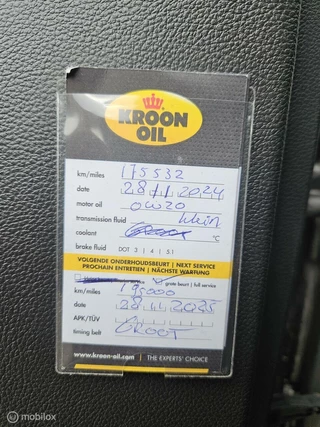 KROON
OIL
km/miles 175532
date 28 11 2024
motor oil 0W20
transmission fluid klein
coolant °C
brake fluid DOT 3 | 4 | 5.1
VOLGENDE ONDERHOUDSBEURT | NEXT SERVICE
PROCHAIN ENTRETIEN | NÄCHSTE WARTUNG
grote beurt | full service
km/miles 195000
date 28 11 2025
APK/TÜV
timing belt Groot
www.kroon-oil.com | THE EXPERTS' CHOICE
© mobilox